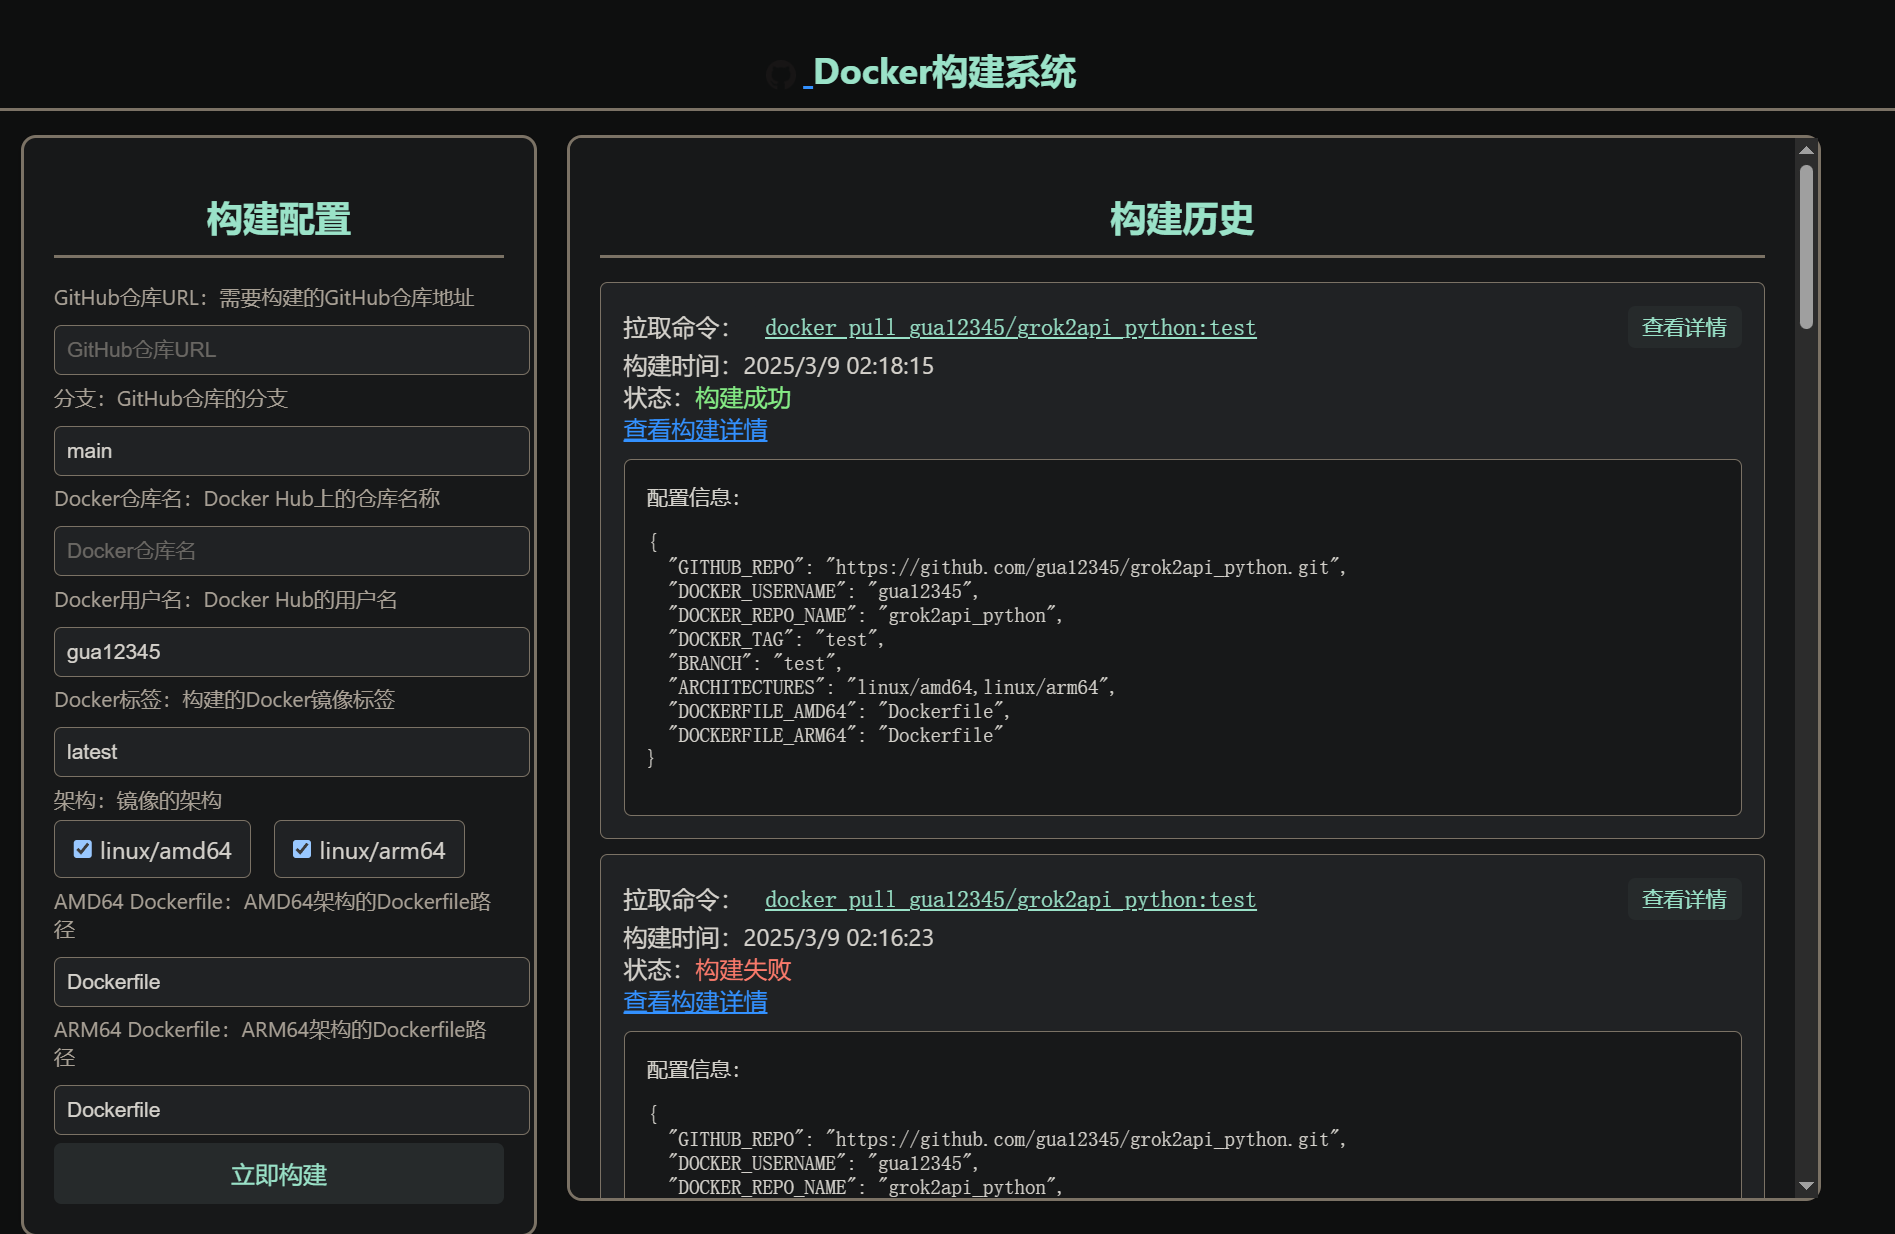 Docker构建系统
构建配置
GitHub仓库URL：需要构建的GitHub仓库地址
GitHub仓库URL
分支：GitHub仓库的分支
main
Docker仓库名：Docker Hub上的仓库名称
Docker仓库名
Docker用户名：Docker Hub的用户名
gua12345
Docker标签：构建的Docker镜像标签
latest
架构：镜像的架构
linux/amd64
linux/arm64
AMD64 Dockerfile：AMD64架构的Dockerfile路
径
Dockerfile
ARM64 Dockerfile：ARM64架构的Dockerfile路
径
Dockerfile
立即构建
构建历史
拉取命令： docker pull gua12345/grok2api_python:test
查看详情
构建时间：2025/3/9 02:18:15
状态：构建成功
查看构建详情
配置信息：
{
"GITHUB_REPO": "https://github.com/gua12345/grok2api_python.git",
"DOCKER_USERNAME": "gua12345",
"DOCKER_REPO_NAME": "grok2api_python",
"DOCKER_TAG": "test",
"BRANCH": "test",
"ARCHITECTURES": "linux/amd64,linux/arm64",
"DOCKERFILE_AMD64": "Dockerfile",
"DOCKERFILE_ARM64": "Dockerfile"
}
拉取命令： docker pull gua12345/grok2api_python:test
查看详情
构建时间：2025/3/9 02:16:23
状态：构建失败
查看构建详情
配置信息：
{
"GITHUB_REPO": "https://github.com/gua12345/grok2api_python.git",
"DOCKER_USERNAME": "gua12345",
"DOCKER_REPO_NAME": "grok2api_python",